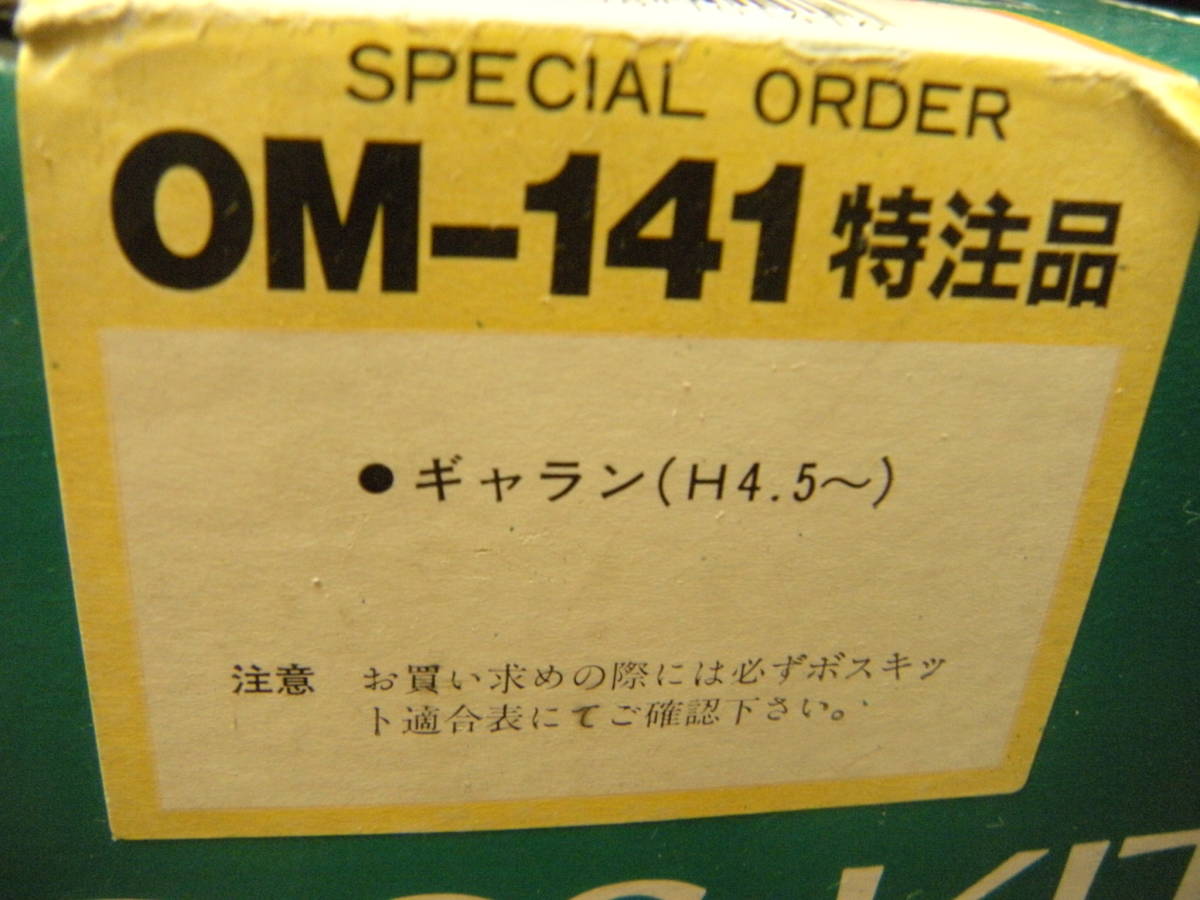 SPECIAL ORDER
OM-141 特注品
●ギャラン(H4.5～)
注意 お買い求めの際には必ずボスキッ
ト適合表にてご確認下さい。
KIT